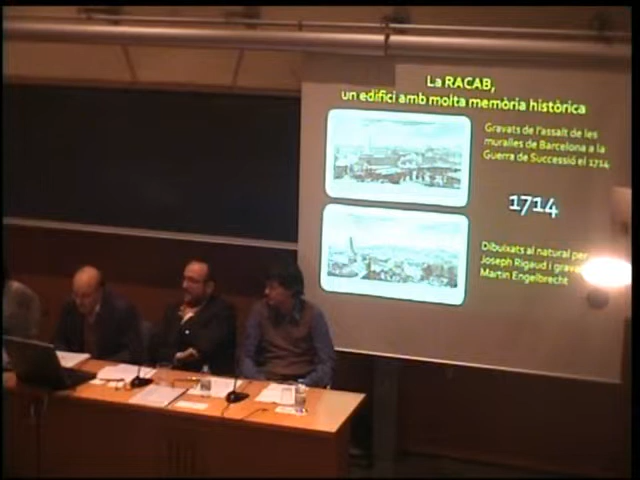 La RACAB,
un edifici amb molta memòria històrica
Gravats de l'assalt de les
muralles de Barcelona a la
Guerra de Successió el 1714
1714
Dibuixats al natural per
Joseph Rigaud i
Martin Engelbrecht